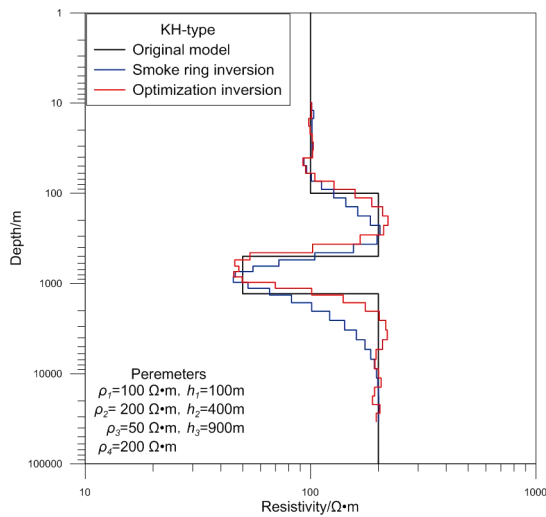 KH-type
Original model
Smoke ring inversion
Optimization inversion
1
10
100
1000
10000
100000
Depth/m
Peremeters
ρ1=100 Ω•m, h1=100m
ρ2= 200 Ω•m, h2=400m
ρ3=50 Ω•m, h3=900m
ρ4=200 Ω•m
10 100 1000
Resistivity/Ω•m